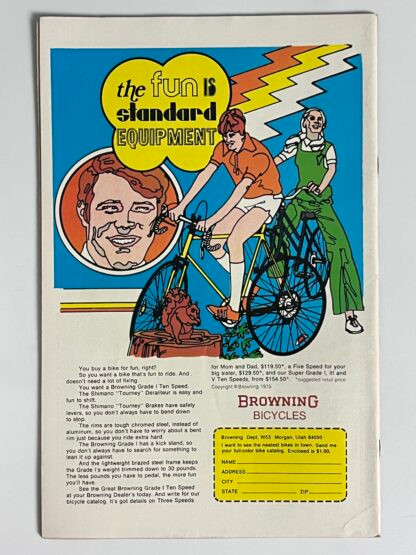 the fun IS
standard
EQUIPMENT
You buy a bike for fun, right?
So you want a bike that's fun to ride. And
doesn't need a lot of fixing.
You want a Browning Grade I Ten Speed.
The Shimano "Tourney" Derailleur is easy and
fun to shift.
The Shimano "Tourney" Brakes have safety
levers, so you don't always have to bend down to
stop.
The rims are tough chromed steel, instead of
aluminum, so you don't have to worry about a bent
rim just because you ride extra hard.
The Browning Grade I has a kick stand, so
you don't always have to search for something to
lean it up against.
And the lightweight brazed steel frame keeps
the Grade I's weight trimmed down to 30 pounds.
The less pounds you have to pedal, the more fun
you'll have.
See the Great Browning Grade I Ten Speed
at your Browning Dealer's today. And write for our
bicycle catalog. It's got details on Three Speeds
for Mom and Dad, $119.50*, a Five Speed for your
big sister, $129.50*, and our Super Grade I, III and
V Ten Speeds, from $154.50*. *suggested retail price
Copyright © Browning 1975
BROWNING
BICYCLES
Browning Dept. W53 Morgan, Utah 84050
I want to see the neatest bikes in town. Send me
your full-color bike catalog. Enclosed is $1.00.
NAME
ADDRESS
CITY
STATE ZIP